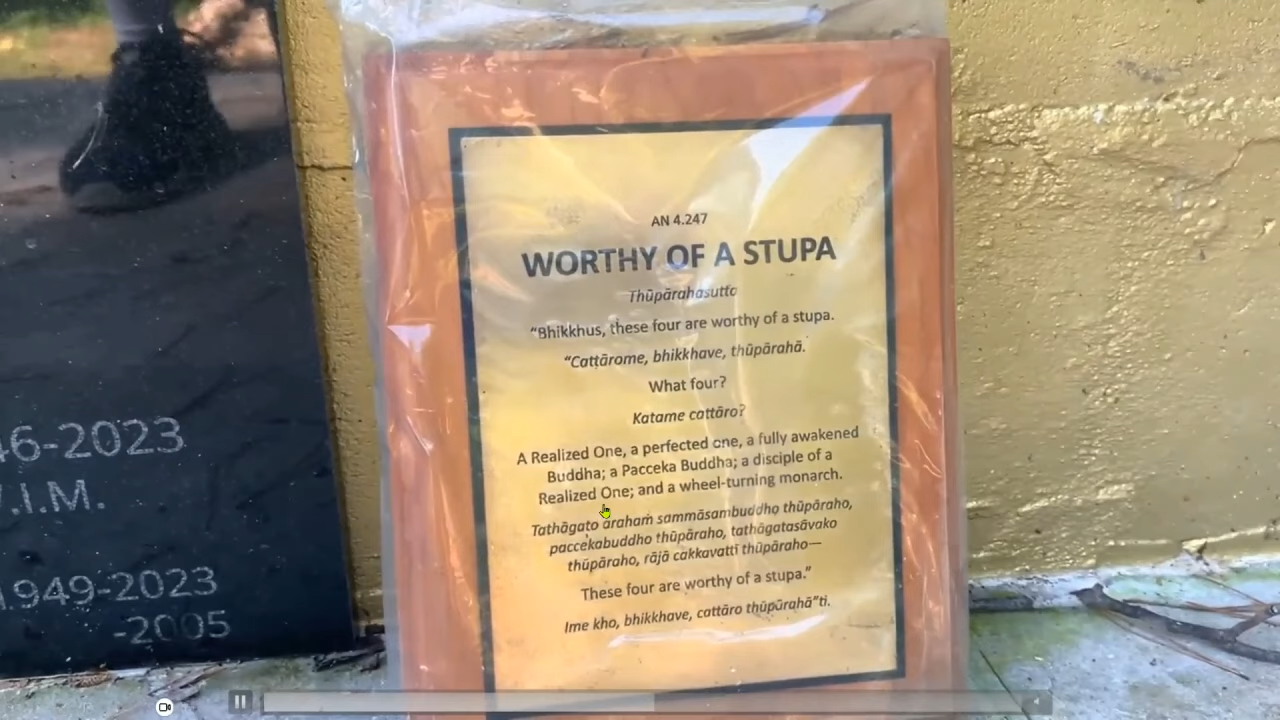 AN 4.247
WORTHY OF A STUPA
Thūpārahasutta
“Bhikkhus, these four are worthy of a stupa.
“Cattārome, bhikkhave, thūpārahā.
What four?
Katame cattāro?
A Realized One, a perfected one, a fully awakened
Buddha; a Pacceka Buddha; a disciple of a
Realized One; and a wheel-turning monarch.
Tathāgato arahaṁ sammāsambuddho thūpāraho,
paccekabuddho thūpāraho, tathāgatasāvako
thūpāraho, rājā cakkavattī thūpāraho—
These four are worthy of a stupa.”
Ime kho, bhikkhave, cattāro thūpārahā”ti.
46-2023
V.I.M.
1949-2023
-2005